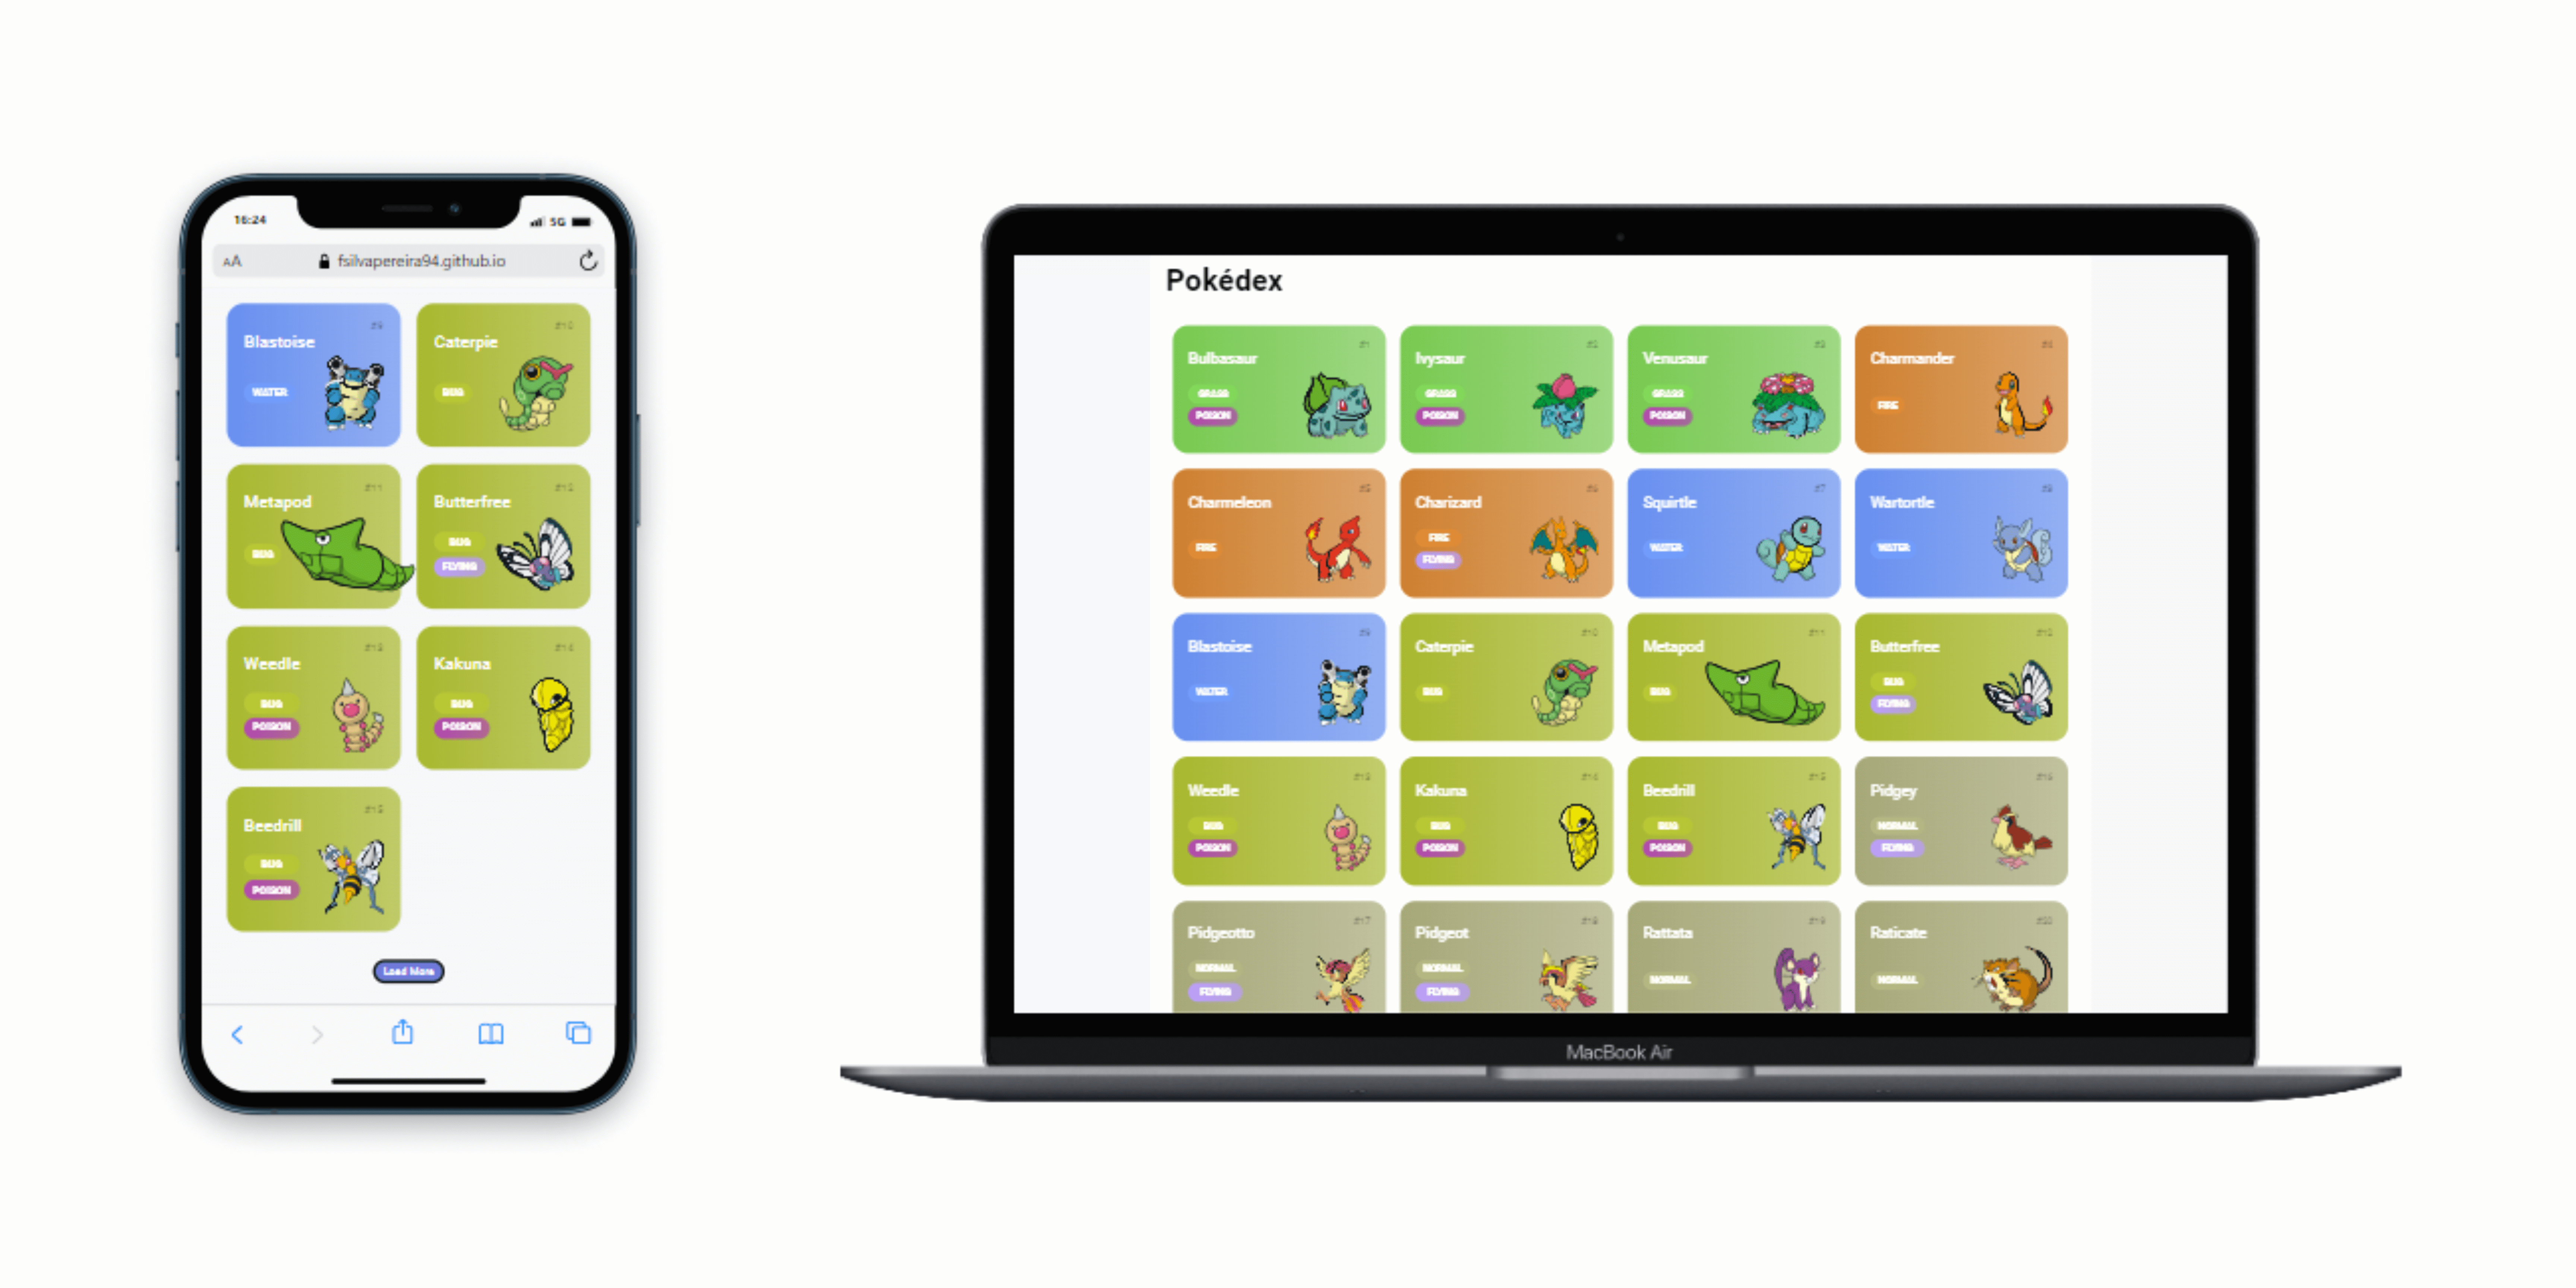 16:24
5G
AA fsilvapereira94.github.io
#9 #10
Blastoise Caterpie
WATER BUG
#11 #12
Metapod Butterfree
BUG BUG
FLYING
#13 #14
Weedle Kakuna
BUG BUG
POISON POISON
#15
Beedrill
BUG
POISON
Load More
Pokédex
#1 #2 #3 #4
Bulbasaur Ivysaur Venusaur Charmander
GRASS GRASS GRASS FIRE
POISON POISON POISON
#5 #6 #7 #8
Charmeleon Charizard Squirtle Wartortle
FIRE FIRE WATER WATER
FLYING
#9 #10 #11 #12
Blastoise Caterpie Metapod Butterfree
WATER BUG BUG BUG
FLYING
#13 #14 #15 #16
Weedle Kakuna Beedrill Pidgey
BUG BUG BUG NORMAL
POISON POISON POISON FLYING
#17 #18 #19 #20
Pidgeotto Pidgeot Rattata Raticate
NORMAL NORMAL NORMAL NORMAL
FLYING FLYING
MacBook Air